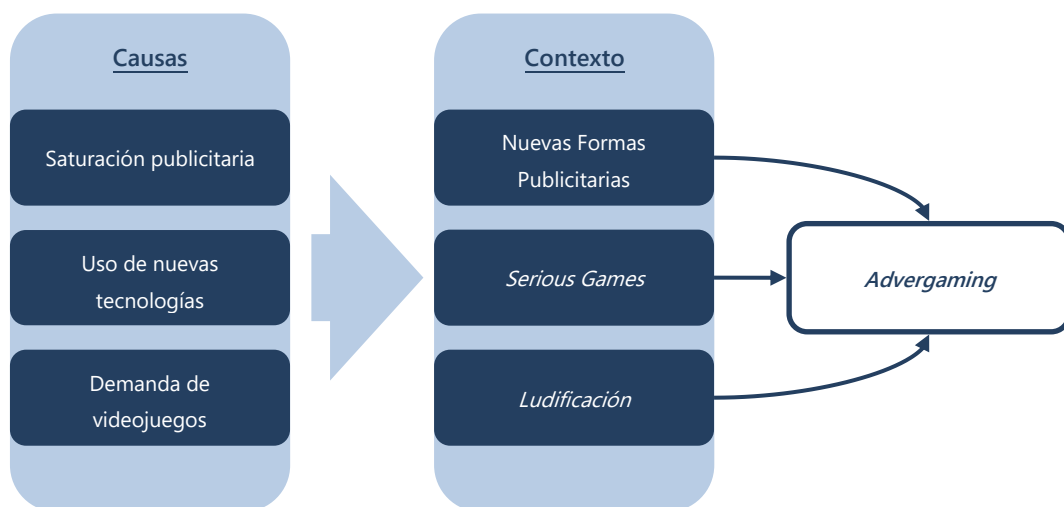 Causas
Saturación publicitaria
Uso de nuevas
tecnologías
Demanda de
videojuegos
Contexto
Nuevas Formas
Publicitarias
Serious Games
Ludificación
Advergaming